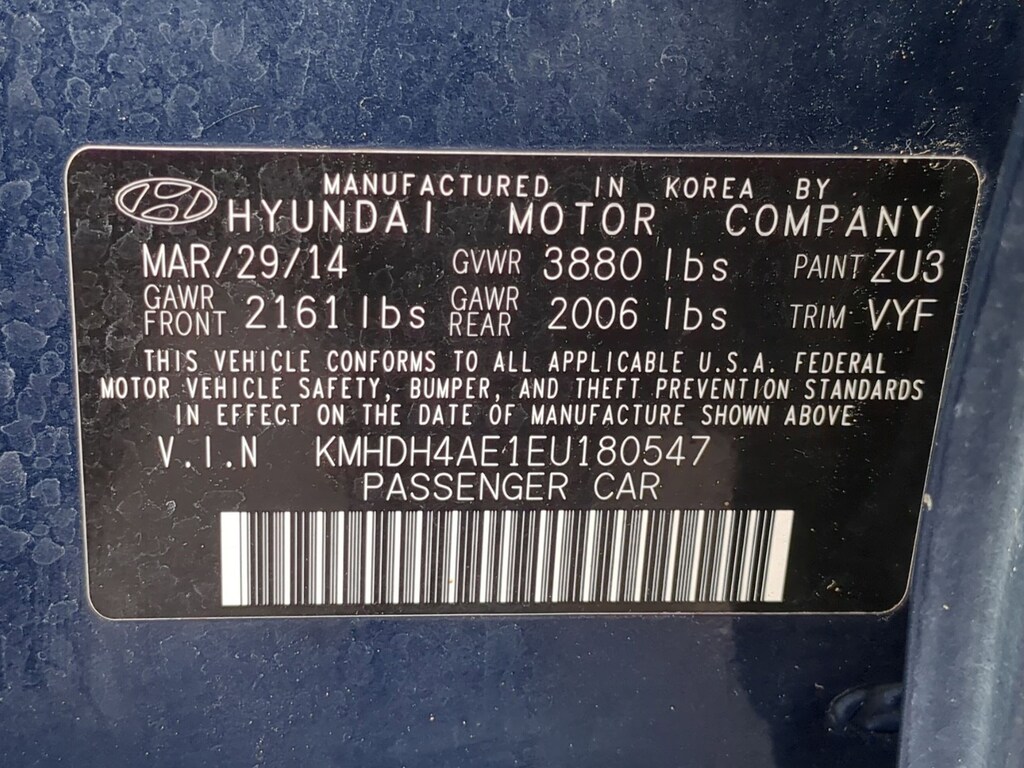 MANUFACTURED IN KOREA BY
HYUNDAI MOTOR COMPANY
MAR/29/14 GVWR 3880 lbs PAINT ZU3
GAWR FRONT 2161 lbs GAWR REAR 2006 lbs TRIM VYF
THIS VEHICLE CONFORMS TO ALL APPLICABLE U.S.A. FEDERAL
MOTOR VEHICLE SAFETY, BUMPER, AND THEFT PREVENTION STANDARDS
IN EFFECT ON THE DATE OF MANUFACTURE SHOWN ABOVE
V.I.N KMHDH4AE1EU180547
PASSENGER CAR